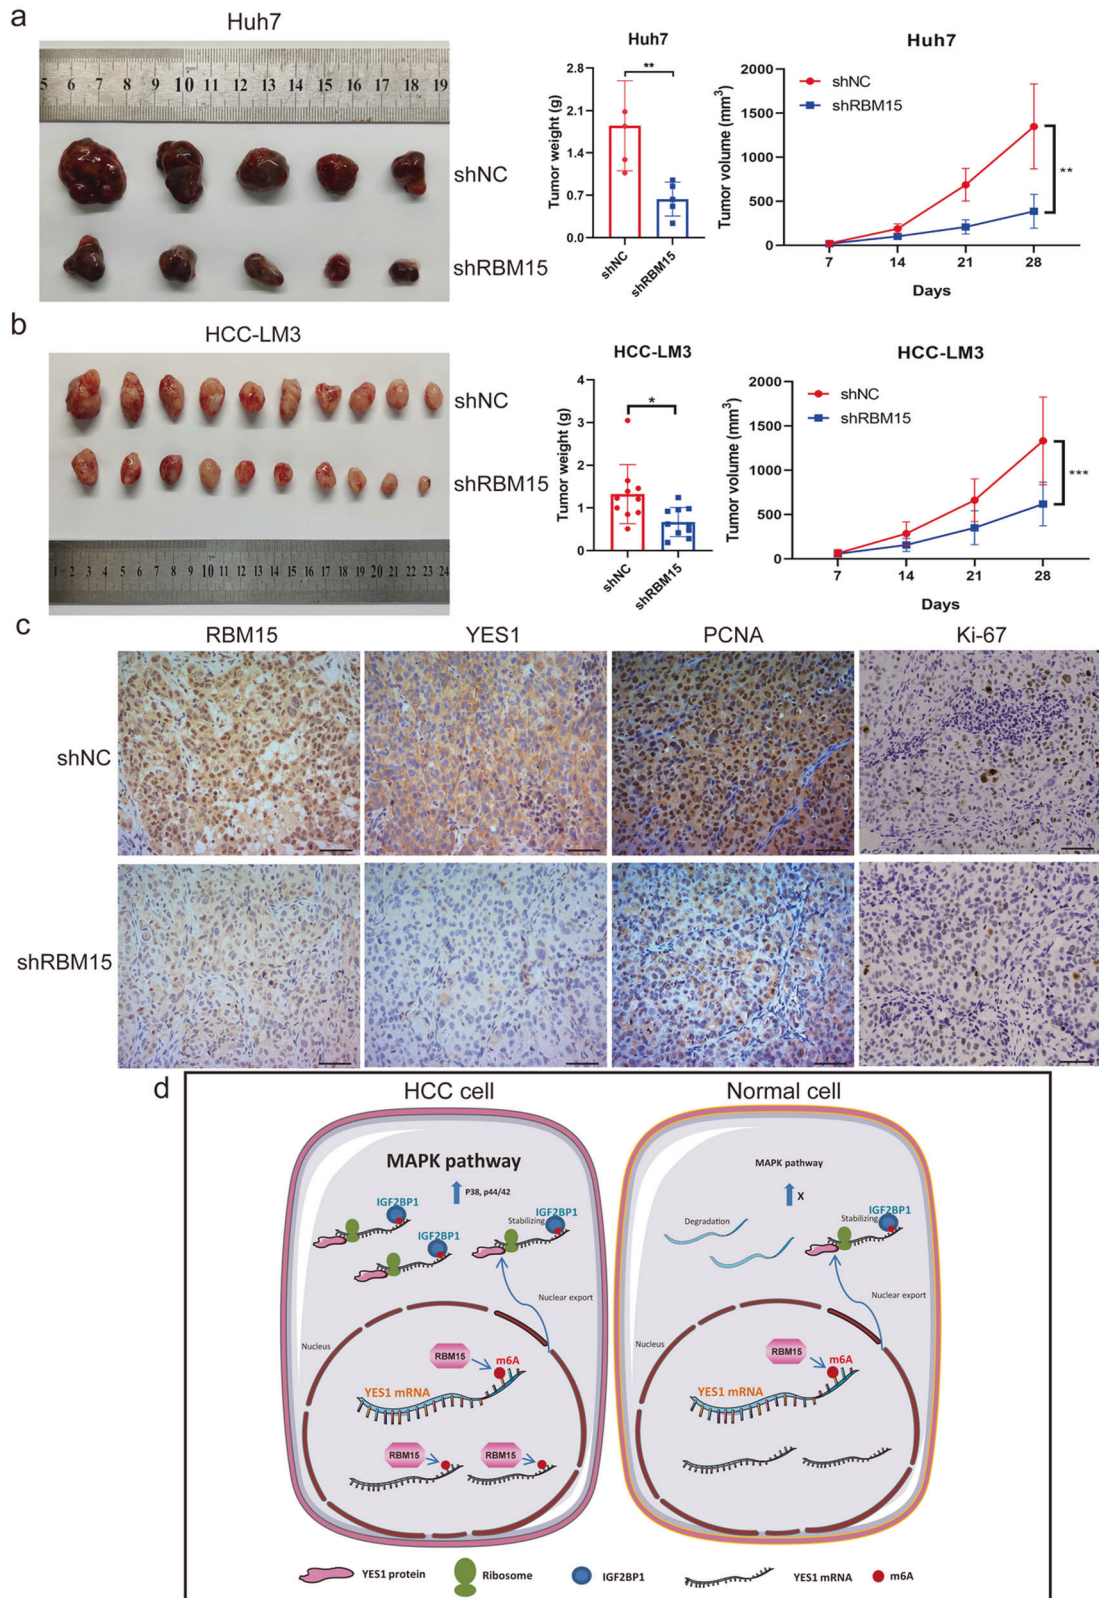 a
Huh7
5 6 7 8 9 10 11 12 13 14 15 16 17 18 19
shNC
shRBM15
Huh7
Tumor weight (g)
2.8
2.1
1.4
0.7
0.0
**
shNC
shRBM15
Huh7
Tumor volume (mm3)
2000
1500
1000
500
0
shNC
shRBM15
**
7 14 21 28
Days
b
HCC-LM3
shNC
shRBM15
1 2 3 4 5 6 7 8 9 10 11 12 13 14 15 16 17 18 19 20 21 22 23 24
HCC-LM3
Tumor weight (g)
4
3
2
1
0
*
shNC
shRBM15
HCC-LM3
Tumor volume (mm3)
2000
1500
1000
500
0
shNC
shRBM15
***
7 14 21 28
Days
c
RBM15 YES1 PCNA Ki-67
shNC
shRBM15
d
HCC cell
MAPK pathway
P38, p44/42
IGF2BP1
IGF2BP1
IGF2BP1
Stabilizing
Nuclear export
Nucleus
RBM15
m6A
YES1 mRNA
RBM15
RBM15
Normal cell
MAPK pathway
X
Degradation
IGF2BP1
Stabilizing
Nuclear export
Nucleus
RBM15
m6A
YES1 mRNA
YES1 protein Ribosome IGF2BP1 YES1 mRNA m6A